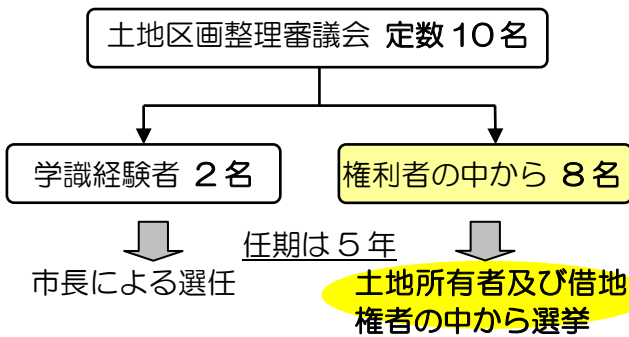 土地区画整理審議会 定数10名
学識経験者 2名
権利者の中から 8名
任期は5年
市長による選任
土地所有者及び借地
権者の中から選挙